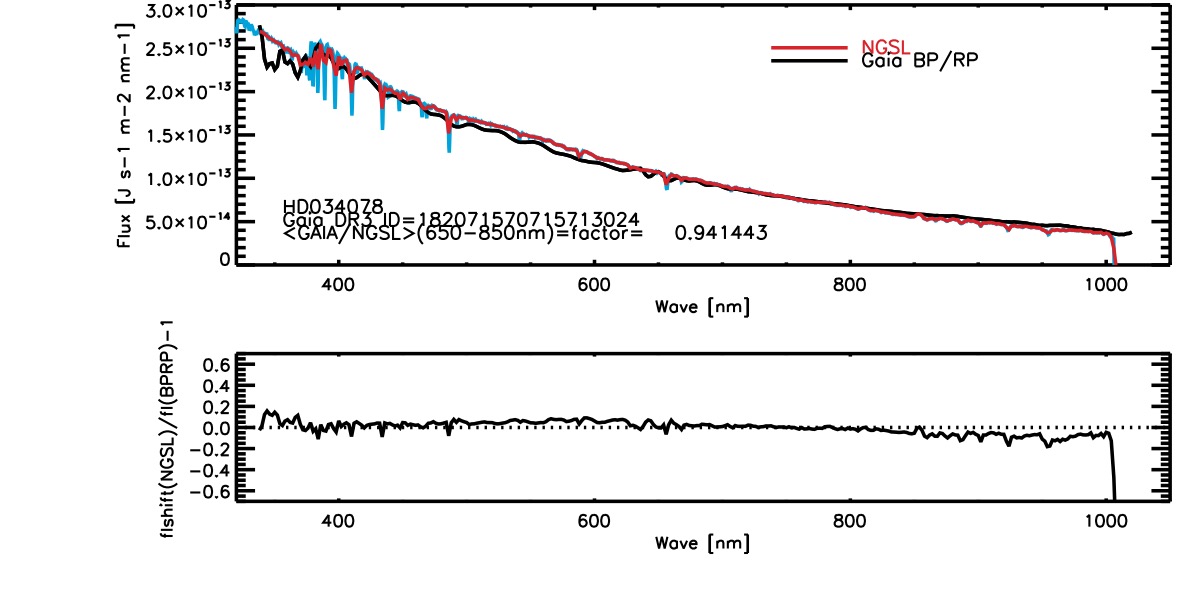 3.0×10⁻¹³
2.5×10⁻¹³
2.0×10⁻¹³
1.5×10⁻¹³
1.0×10⁻¹³
5.0×10⁻¹⁴
0
Flux [J s−1 m−2 nm−1]
NGSL
Gaia BP/RP
HD034078
Gaia DR3 ID=182071570715713024
<GAIA/NGSL>(650−850nm)=factor= 0.941443
400 600 800 1000
Wave [nm]
flshift(NGSL)/fl(BPRP)−1
0.6
0.4
0.2
0.0
−0.2
−0.4
−0.6
400 600 800 1000
Wave [nm]